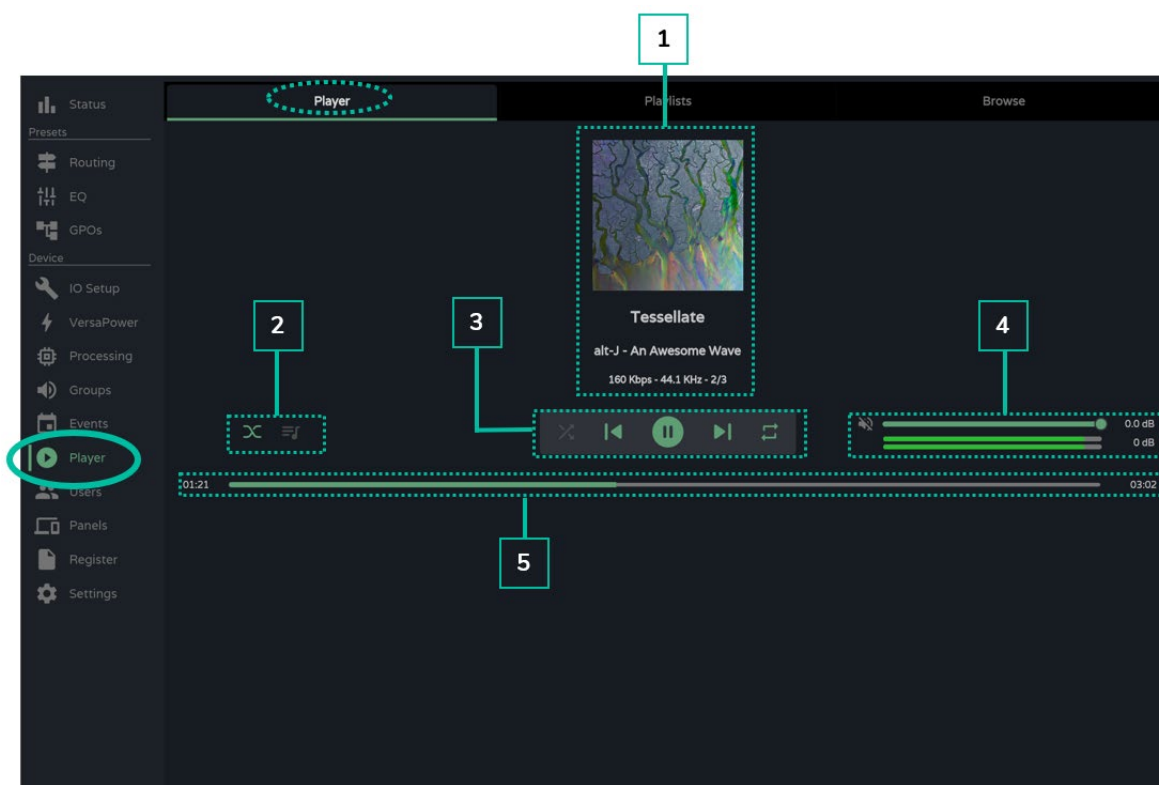 1
Status
Player
Playlists
Browse
Presets
Routing
EQ
GPOs
Device
IO Setup
VersaPower
Processing
Groups
Events
Player
Users
Panels
Register
Settings
Tessellate
alt-J - An Awesome Wave
160 Kbps - 44.1 KHz - 2/3
2
3
4
0.0 dB
0 dB
01:21
03:02
5